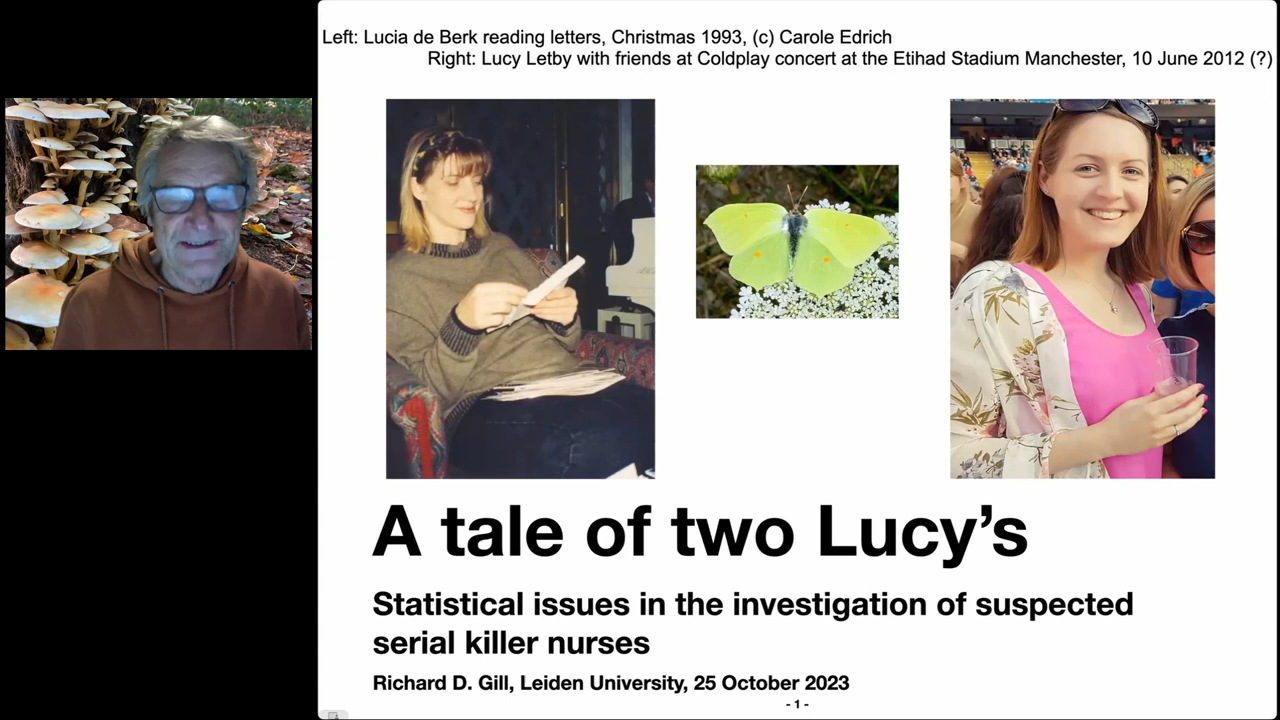 Left: Lucia de Berk reading letters, Christmas 1993, (c) Carole Edrich
Right: Lucy Letby with friends at Coldplay concert at the Etihad Stadium Manchester, 10 June 2012 (?)
A tale of two Lucy’s
Statistical issues in the investigation of suspected
serial killer nurses
Richard D. Gill, Leiden University, 25 October 2023
- 1 -